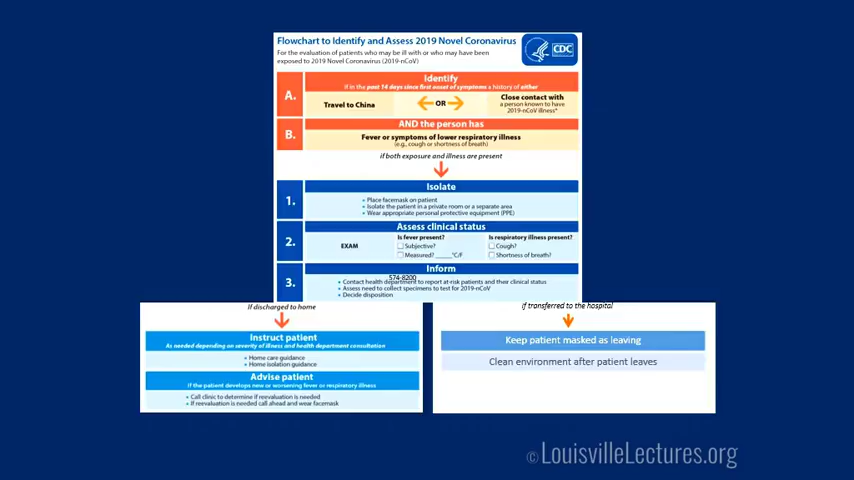 Flowchart to Identify and Assess 2019 Novel Coronavirus
For the evaluation of patients who may be ill with or who may have been
exposed to 2019 Novel Coronavirus (2019-nCoV)
CDC
A.
Identify
if in the past 14 days since first onset of symptoms a history of either
Travel to China
OR
Close contact with
a person known to have
2019-nCoV illness*
B.
AND the person has
Fever or symptoms of lower respiratory illness
(e.g., cough or shortness of breath)
if both exposure and illness are present
1.
Isolate
• Place facemask on patient
• Isolate the patient in a private room or a separate area
• Wear appropriate personal protective equipment (PPE)
2.
Assess clinical status
EXAM
Is fever present?
Subjective?
Measured? _____°C/F
Is respiratory illness present?
Cough?
Shortness of breath?
3.
Inform
574-8200
• Contact health department to report at-risk patients and their clinical status
• Assess need to collect specimens to test for 2019-nCoV
• Decide disposition
If discharged to home
Instruct patient
As needed depending on severity of illness and health department consultation
• Home care guidance
• Home isolation guidance
Advise patient
If the patient develops new or worsening fever or respiratory illness
• Call clinic to determine if reevaluation is needed
• If reevaluation is needed call ahead and wear facemask
if transferred to the hospital
Keep patient masked as leaving
Clean environment after patient leaves
© LouisvilleLectures.org